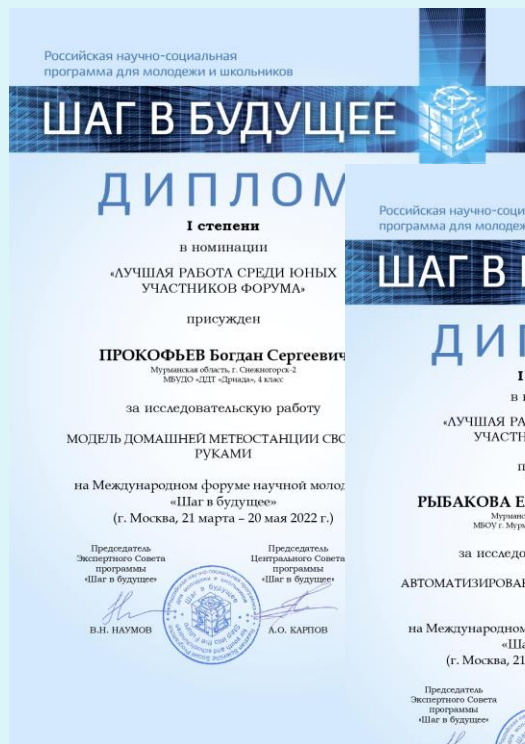 Российская научно-социальная
программа для молодежи и школьников
ШАГ В БУДУЩЕЕ
ДИПЛОМ
I степени
в номинации
«ЛУЧШАЯ РАБОТА СРЕДИ ЮНЫХ
УЧАСТНИКОВ ФОРУМА»
присужден
ПРОКОФЬЕВ Богдан Сергеевич
Мурманская область, г. Снежногорск-2
МБУДО «ДДТ «Дриада», 4 класс
за исследовательскую работу
МОДЕЛЬ ДОМАШНЕЙ МЕТЕОСТАНЦИИ СВО
РУКАМИ
на Международном форуме научной молод
«Шаг в будущее»
(г. Москва, 21 марта – 20 мая 2022 г.)
Председатель
Экспертного Совета
программы
«Шаг в будущее»
В.Н. НАУМОВ
Председатель
Центрального Совета
программы
«Шаг в будущее»
А.О. КАРПОВ
Российская научно-соци
программа для молодеж
ШАГ В
ДИП
I
в
«ЛУЧШАЯ РА
УЧАСТН
п
РЫБАКОВА Е
Мурманс
МБОУ г. Мурм
за исследо
АВТОМАТИЗИРОВАН
на Международном
«Ша
(г. Москва, 21
Председатель
Экспертного Совета
программы
«Шаг в будущее»